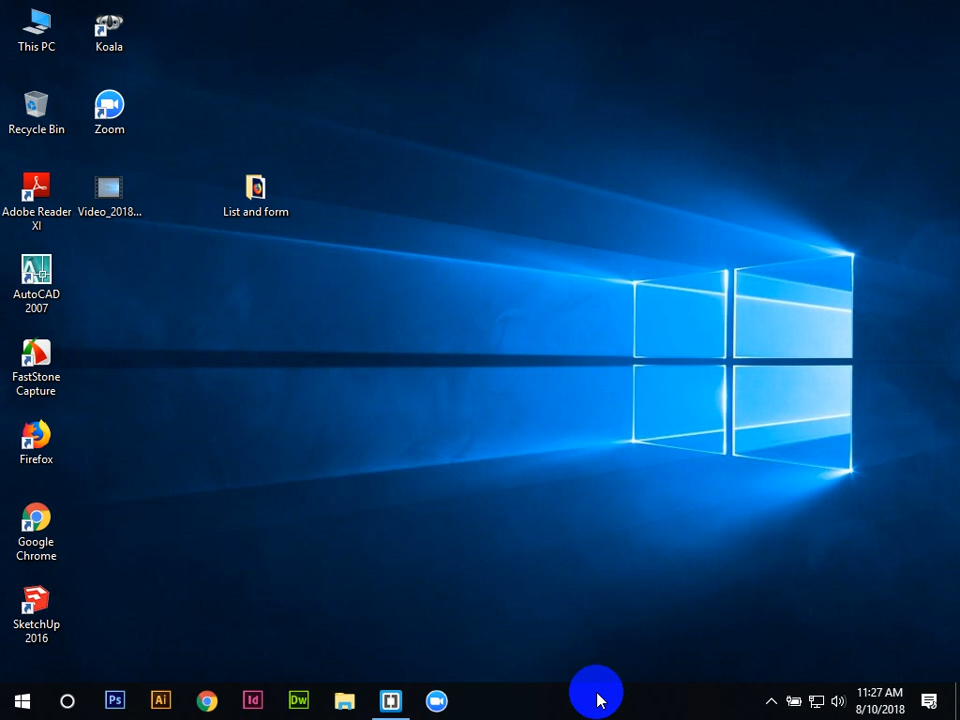 This PC
Koala
Recycle Bin
Zoom
Adobe Reader
XI
Video_2018...
List and form
AutoCAD
2007
FastStone
Capture
Firefox
Google
Chrome
SketchUp
2016
Ps
Ai
Id
Dw
11:27 AM
8/10/2018